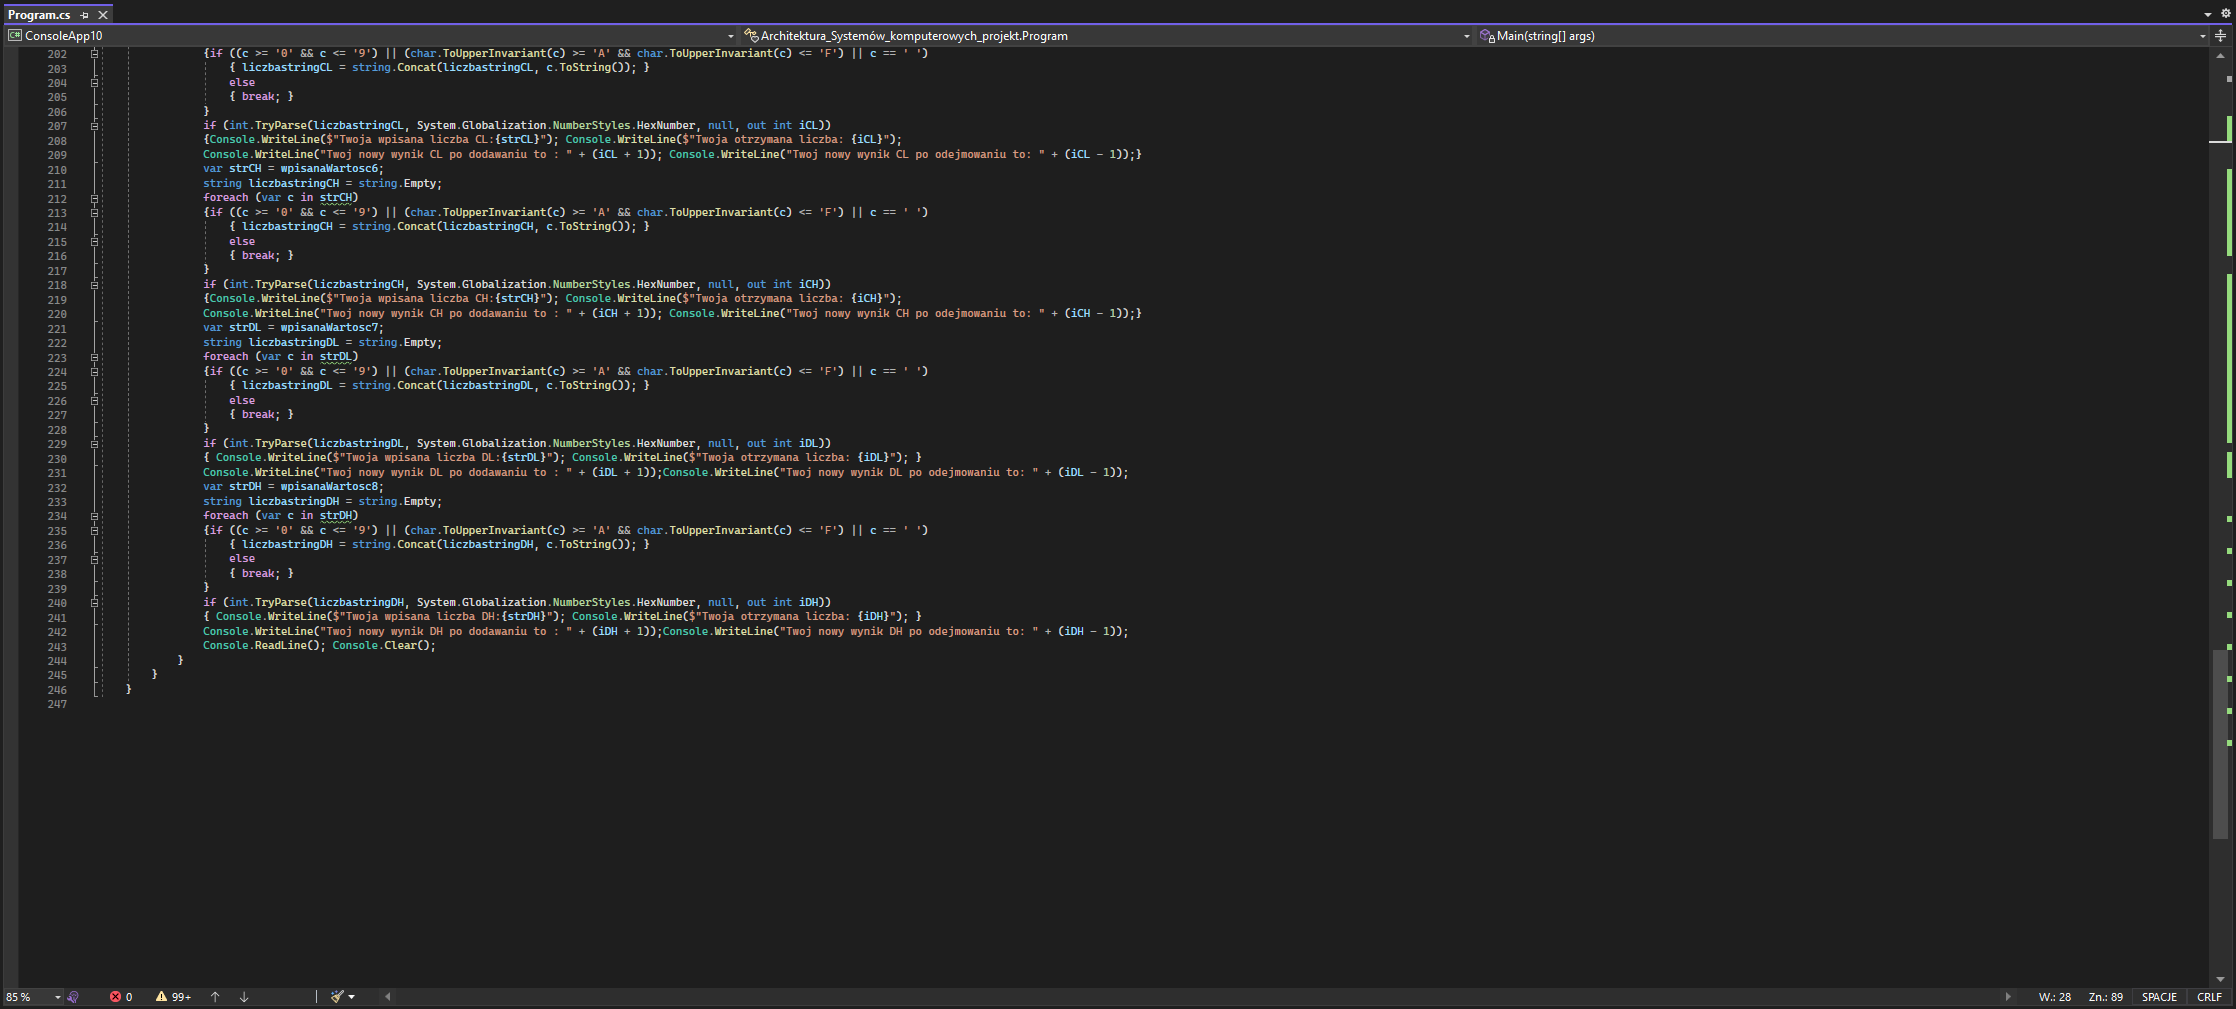 Program.cs
ConsoleApp10 Architektura_Systemów_komputerowych_projekt.Program Main(string[] args)
202 {if ((c >= '0' && c <= '9') || (char.ToUpperInvariant(c) >= 'A' && char.ToUpperInvariant(c) <= 'F') || c == ' ')
203 { liczbastringCL = string.Concat(liczbastringCL, c.ToString()); }
204 else
205 { break; }
206 }
207 if (int.TryParse(liczbastringCL, System.Globalization.NumberStyles.HexNumber, null, out int iCL))
208 {Console.WriteLine($"Twoja wpisana liczba CL:{strCL}"); Console.WriteLine($"Twoja otrzymana liczba: {iCL}");
209 Console.WriteLine("Twoj nowy wynik CL po dodawaniu to : " + (iCL + 1)); Console.WriteLine("Twoj nowy wynik CL po odejmowaniu to: " + (iCL - 1));}
210 var strCH = wpisanaWartosc6;
211 string liczbastringCH = string.Empty;
212 foreach (var c in strCH)
213 {if ((c >= '0' && c <= '9') || (char.ToUpperInvariant(c) >= 'A' && char.ToUpperInvariant(c) <= 'F') || c == ' ')
214 { liczbastringCH = string.Concat(liczbastringCH, c.ToString()); }
215 else
216 { break; }
217 }
218 if (int.TryParse(liczbastringCH, System.Globalization.NumberStyles.HexNumber, null, out int iCH))
219 {Console.WriteLine($"Twoja wpisana liczba CH:{strCH}"); Console.WriteLine($"Twoja otrzymana liczba: {iCH}");
220 Console.WriteLine("Twoj nowy wynik CH po dodawaniu to : " + (iCH + 1)); Console.WriteLine("Twoj nowy wynik CH po odejmowaniu to: " + (iCH - 1));}
221 var strDL = wpisanaWartosc7;
222 string liczbastringDL = string.Empty;
223 foreach (var c in strDL)
224 {if ((c >= '0' && c <= '9') || (char.ToUpperInvariant(c) >= 'A' && char.ToUpperInvariant(c) <= 'F') || c == ' ')
225 { liczbastringDL = string.Concat(liczbastringDL, c.ToString()); }
226 else
227 { break; }
228 }
229 if (int.TryParse(liczbastringDL, System.Globalization.NumberStyles.HexNumber, null, out int iDL))
230 { Console.WriteLine($"Twoja wpisana liczba DL:{strDL}"); Console.WriteLine($"Twoja otrzymana liczba: {iDL}"); }
231 Console.WriteLine("Twoj nowy wynik DL po dodawaniu to : " + (iDL + 1));Console.WriteLine("Twoj nowy wynik DL po odejmowaniu to: " + (iDL - 1));
232 var strDH = wpisanaWartosc8;
233 string liczbastringDH = string.Empty;
234 foreach (var c in strDH)
235 {if ((c >= '0' && c <= '9') || (char.ToUpperInvariant(c) >= 'A' && char.ToUpperInvariant(c) <= 'F') || c == ' ')
236 { liczbastringDH = string.Concat(liczbastringDH, c.ToString()); }
237 else
238 { break; }
239 }
240 if (int.TryParse(liczbastringDH, System.Globalization.NumberStyles.HexNumber, null, out int iDH))
241 { Console.WriteLine($"Twoja wpisana liczba DH:{strDH}"); Console.WriteLine($"Twoja otrzymana liczba: {iDH}"); }
242 Console.WriteLine("Twoj nowy wynik DH po dodawaniu to : " + (iDH + 1));Console.WriteLine("Twoj nowy wynik DH po odejmowaniu to: " + (iDH - 1));
243 Console.ReadLine(); Console.Clear();
244 }
245 }
246 }
247
85 % 0 99+ W.: 28 Zn.: 89 SPACJE CRLF